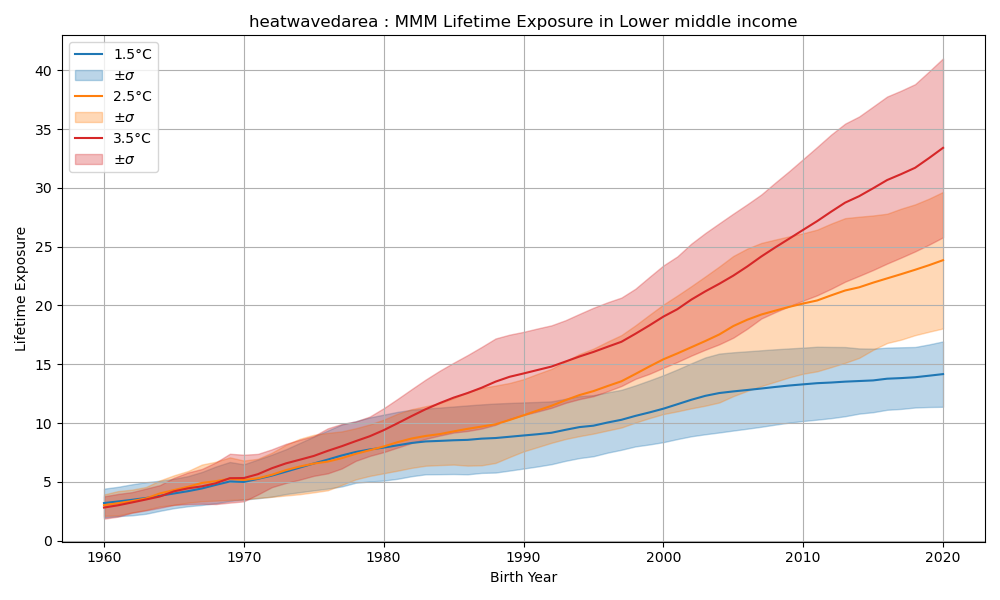 heatwavedarea : MMM Lifetime Exposure in Lower middle income
1.5°C
±σ
2.5°C
±σ
3.5°C
±σ
Lifetime Exposure
40
35
30
25
20
15
10
5
0
1960
1970
1980
1990
2000
2010
2020
Birth Year